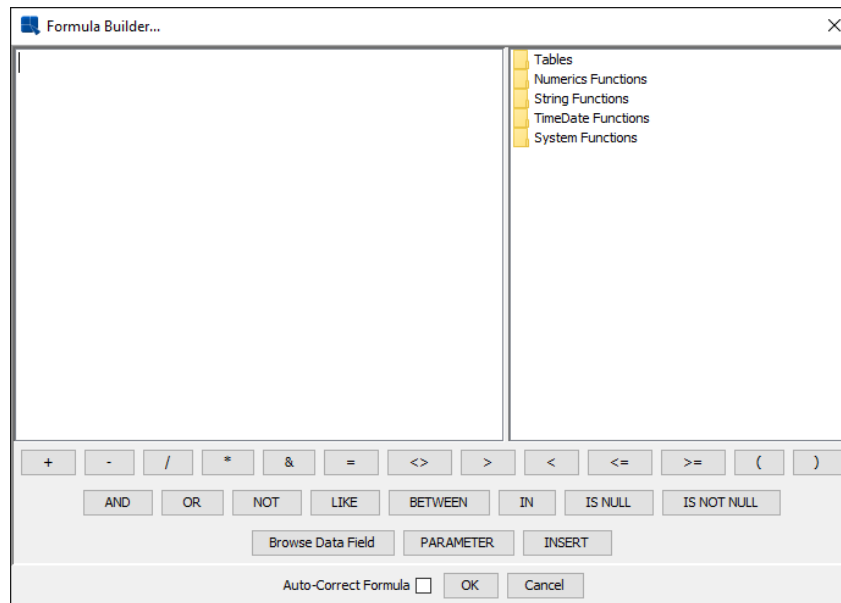 Formula Builder...
Tables
Numerics Functions
String Functions
TimeDate Functions
System Functions
+ - / * & = <> > < <= >= ( )
AND OR NOT LIKE BETWEEN IN IS NULL IS NOT NULL
Browse Data Field PARAMETER INSERT
Auto-Correct Formula OK Cancel